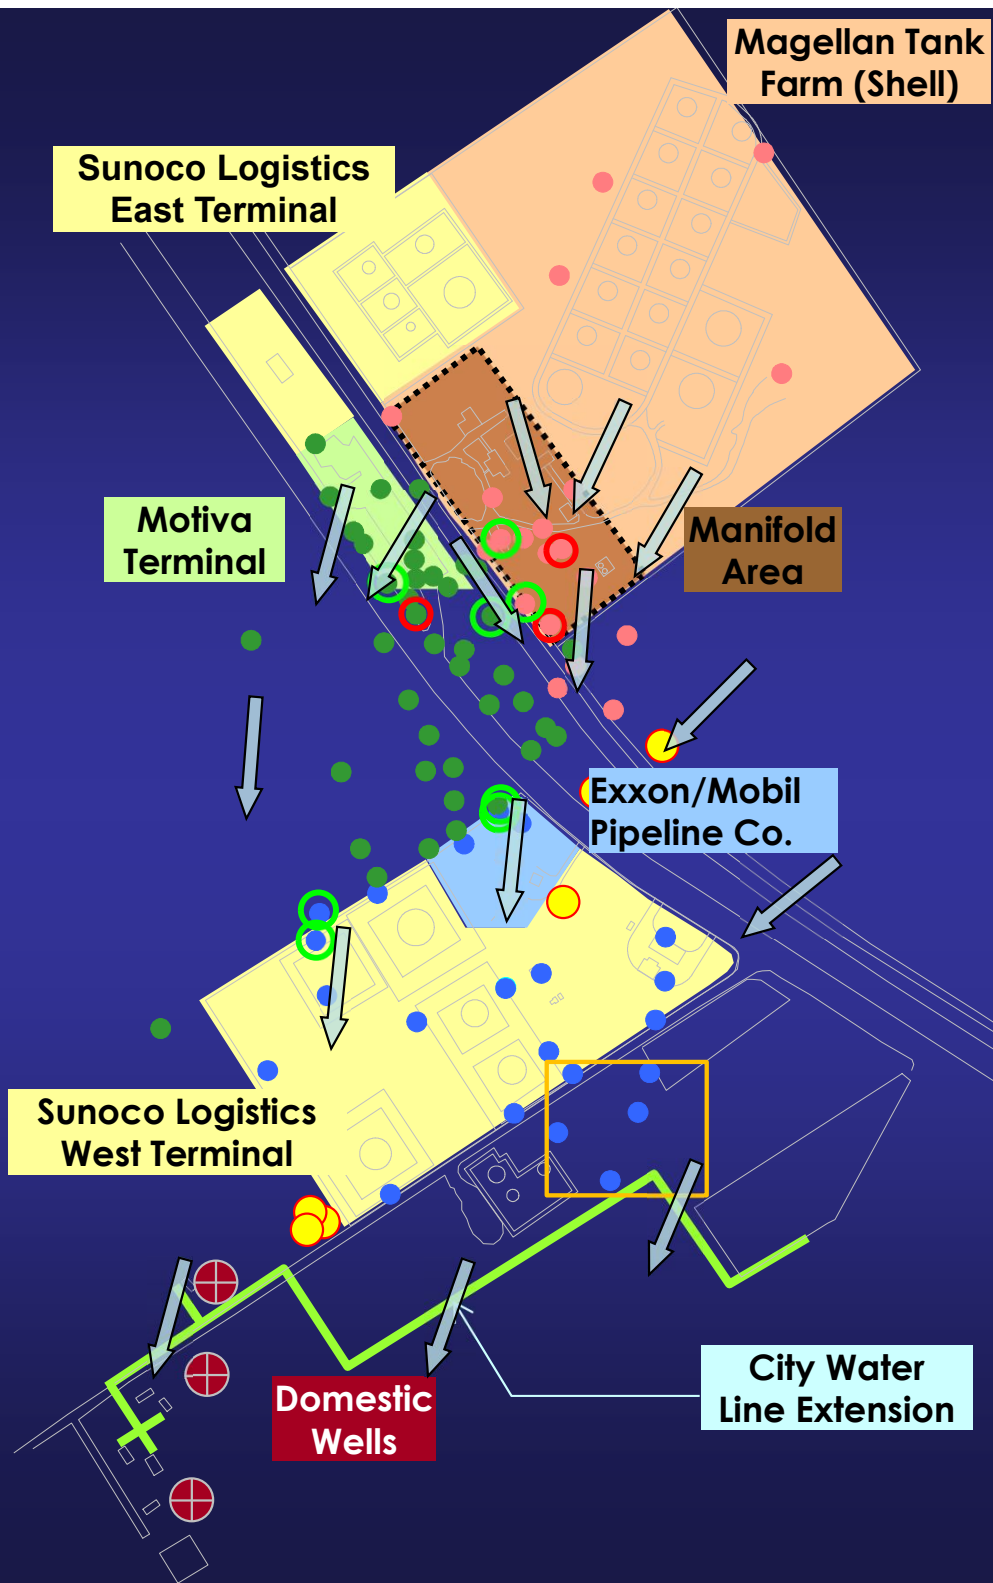 Magellan Tank
Farm (Shell)
Sunoco Logistics
East Terminal
Motiva
Terminal
Manifold
Area
Exxon/Mobil
Pipeline Co.
Sunoco Logistics
West Terminal
Domestic
Wells
City Water
Line Extension